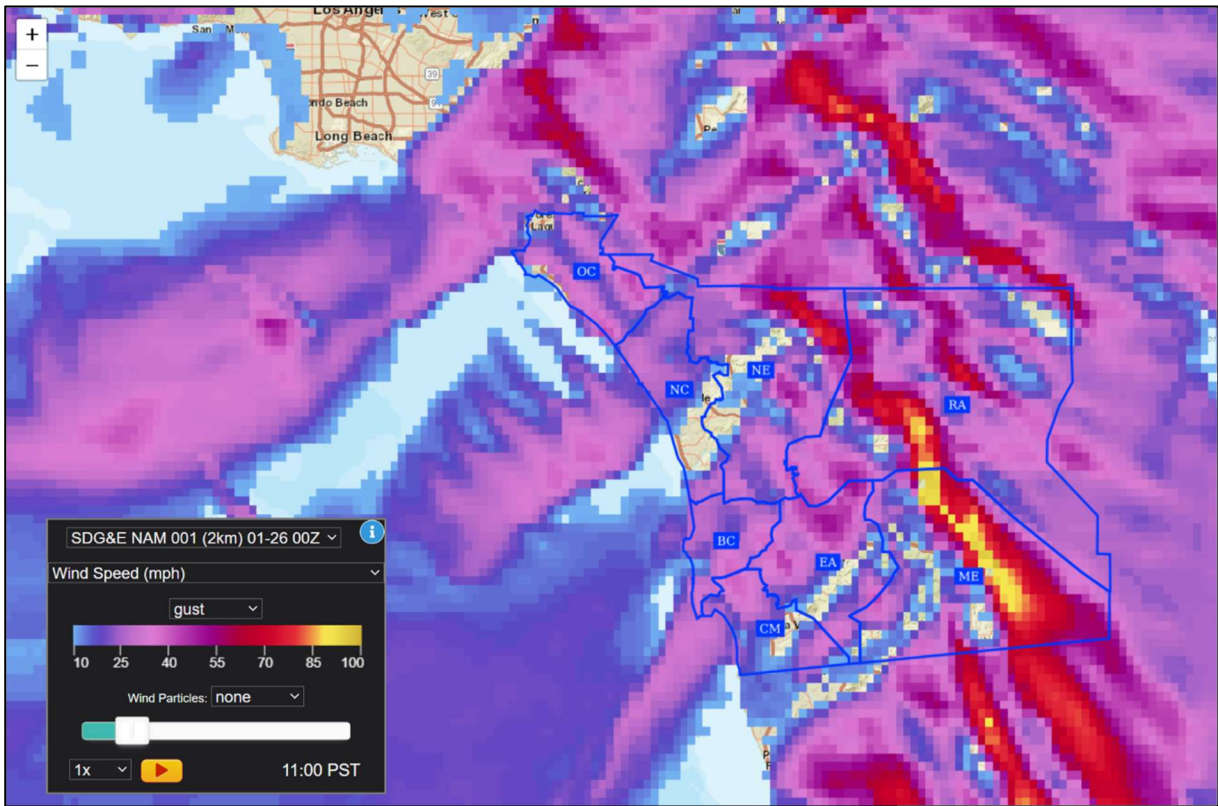 Los Angel
West C
San M
39
ondo Beach
Long Beach
Pe
OC
NE
NC
le
RA
BC
EA
ME
CM
+
−
SDG&E NAM 001 (2km) 01-26 00Z
i
Wind Speed (mph)
gust
10 25 40 55 70 85 100
Wind Particles: none
1x
11:00 PST